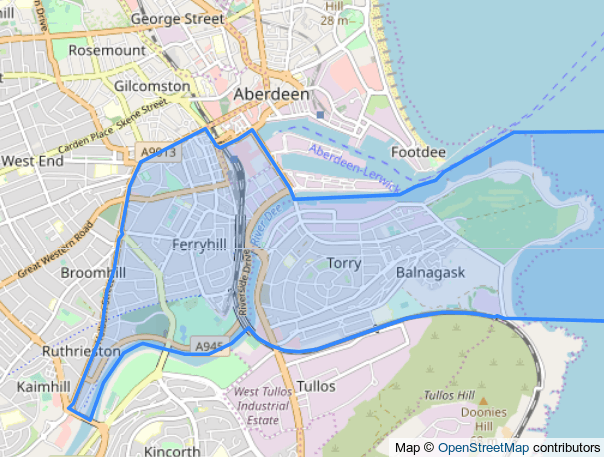 Hill
28 m
George Street
n Drive
Rosemount
Gilcomston
Aberdeen
Skene Street
Carden Place
West End
A9013
Footdee
Aberdeen-Lerwick
Great Western Road
River Dee
Ferryhill
Riverside Drive
Torry
Broomhill
Balnagask
Ruthrieston
A945
Kaimhill
West Tullos
Industrial
Estate
Tullos
Tullos Hill
Doonies
Hill
Kincorth
Map © OpenStreetMap contributors